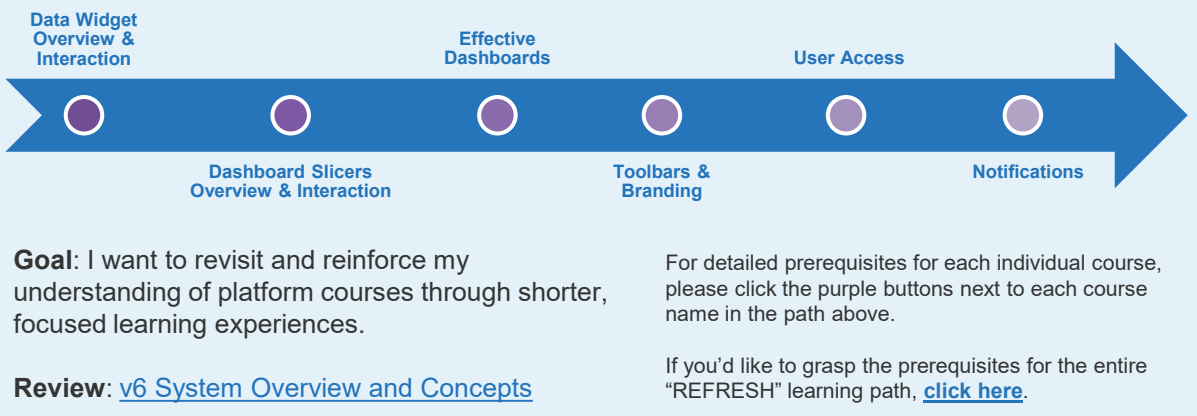 Data Widget
Overview &
Interaction
Effective
Dashboards
User Access
Dashboard Slicers
Overview & Interaction
Toolbars &
Branding
Notifications
Goal: I want to revisit and reinforce my
understanding of platform courses through shorter,
focused learning experiences.
Review: v6 System Overview and Concepts
For detailed prerequisites for each individual course,
please click the purple buttons next to each course
name in the path above.
If you’d like to grasp the prerequisites for the entire
“REFRESH” learning path, click here.